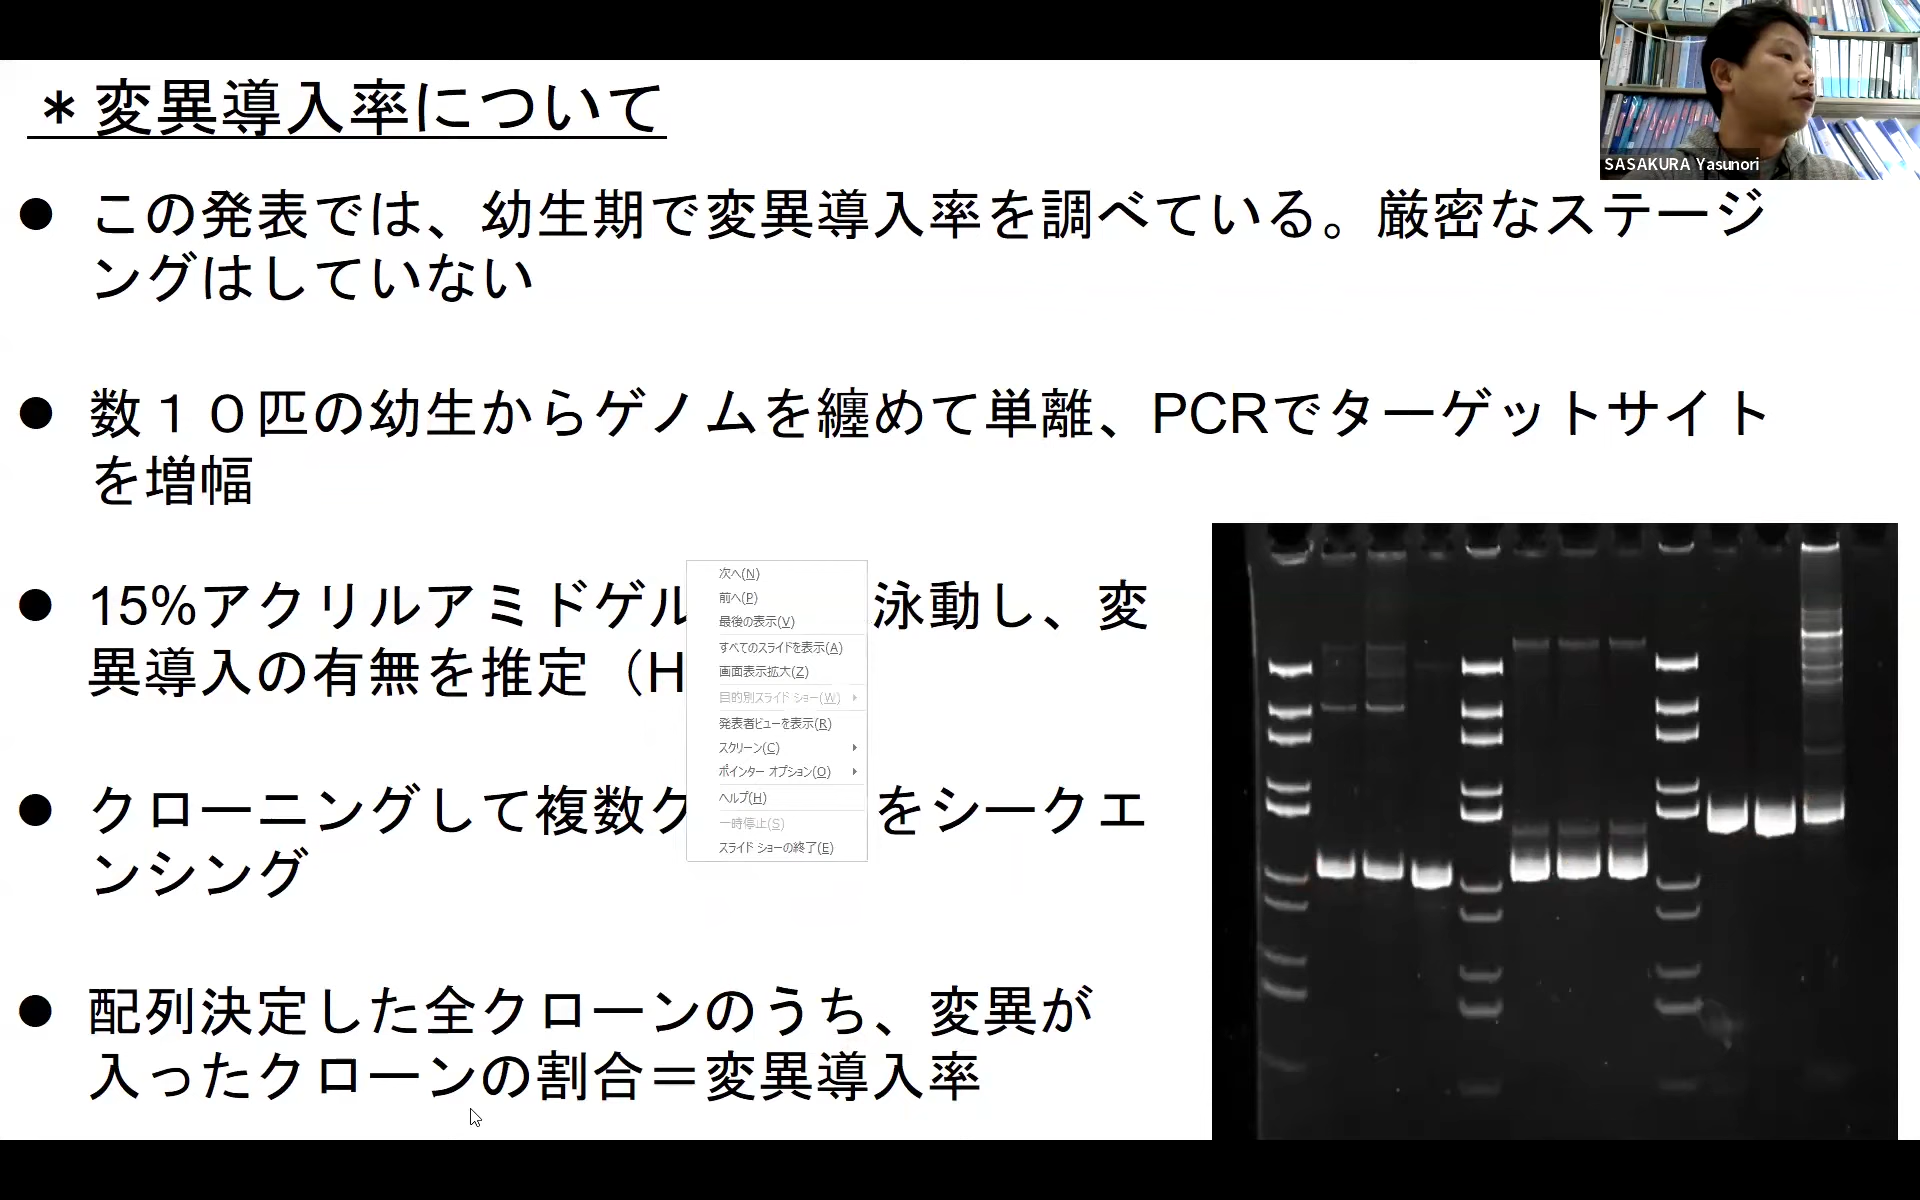 ＊変異導入率について
SASAKURA Yasunori
● この発表では、幼生期で変異導入率を調べている。厳密なステージ
ングはしていない
● 数１０匹の幼生からゲノムを纏めて単離、PCRでターゲットサイト
を増幅
● 15%アクリルアミドゲル 泳動し、変
異導入の有無を推定（H
● クローニングして複数ク をシークエ
ンシング
● 配列決定した全クローンのうち、変異が
入ったクローンの割合＝変異導入率
次へ(N)
前へ(P)
最後の表示(V)
すべてのスライドを表示(A)
画面表示拡大(Z)
目的別スライド ショー(W)
発表者ビューを表示(R)
スクリーン(C)
ポインター オプション(O)
ヘルプ(H)
一時停止(S)
スライド ショーの終了(E)